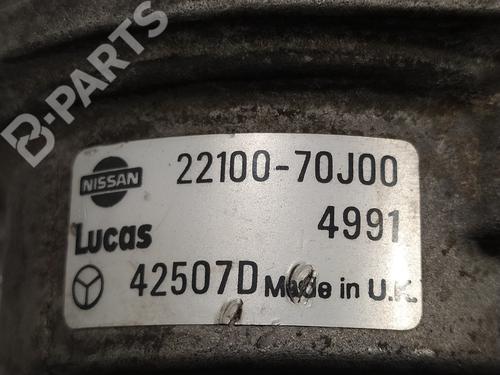 B-PARTS
NISSAN 22100-70J00
Lucas 4991
42507D Made in U.K.